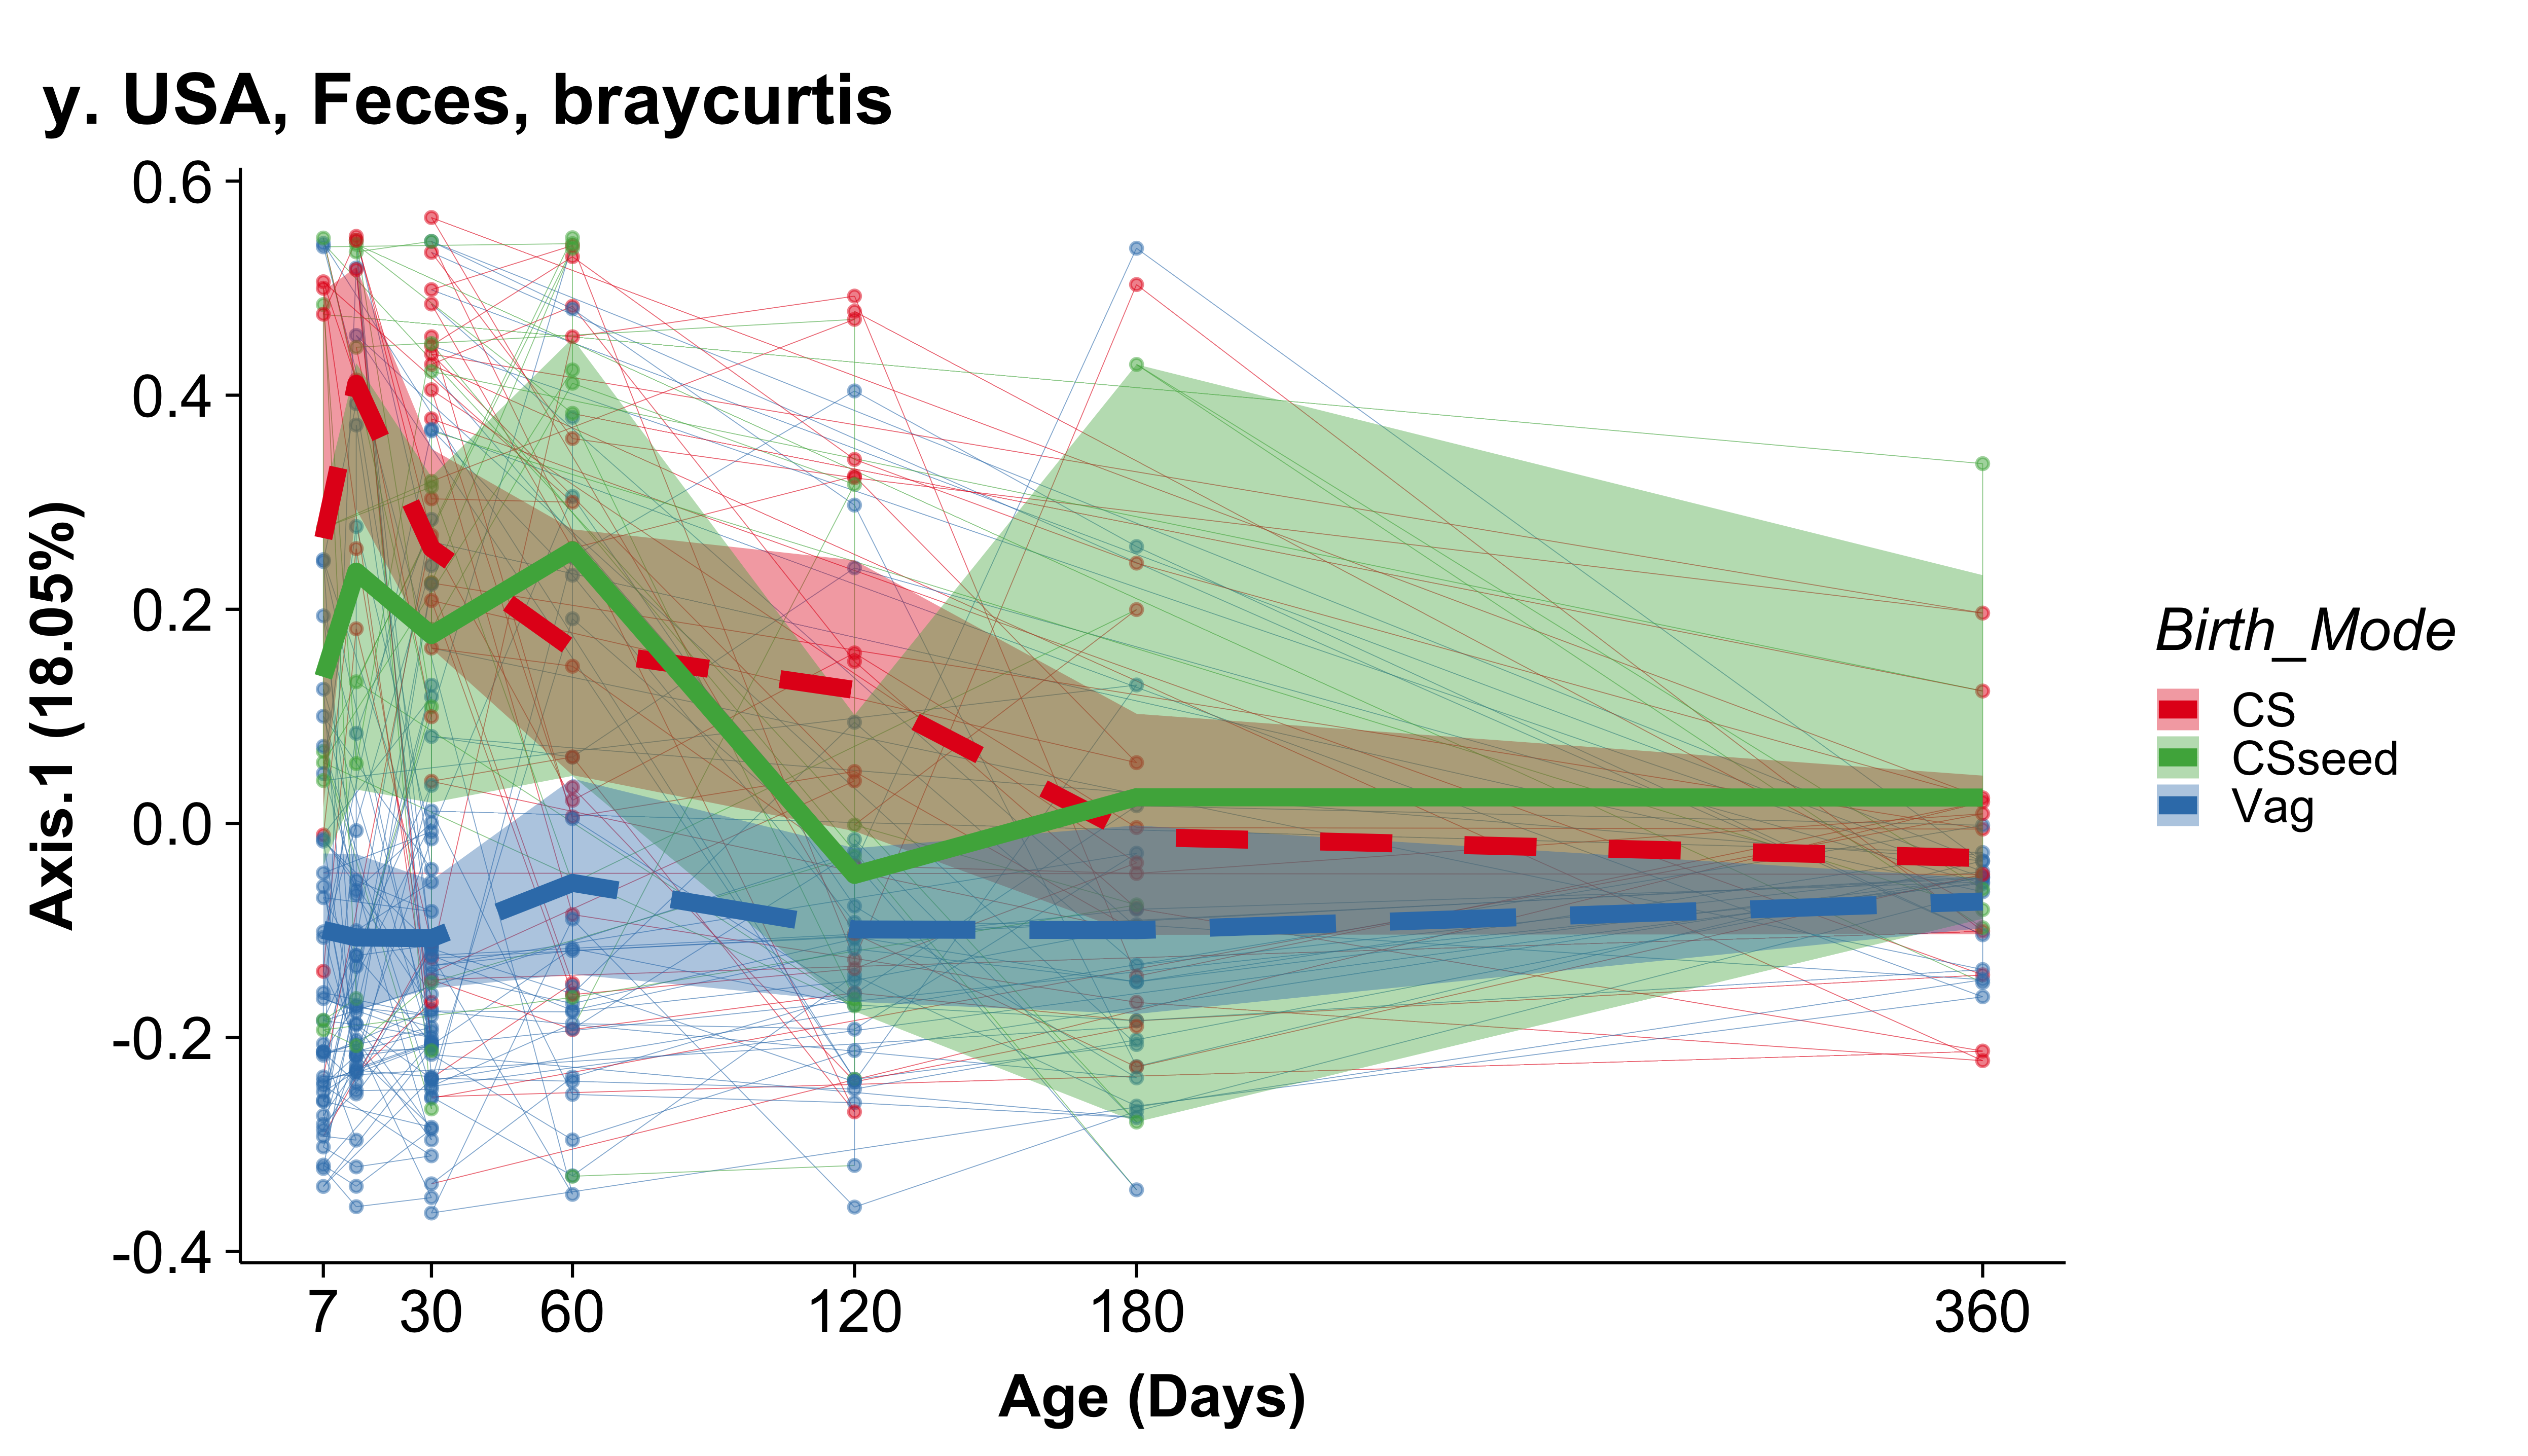 y. USA, Feces, braycurtis
0.6
0.4
0.2
0.0
-0.2
-0.4
Axis.1 (18.05%)
7 30 60 120 180 360
Age (Days)
Birth_Mode
CS
CSseed
Vag